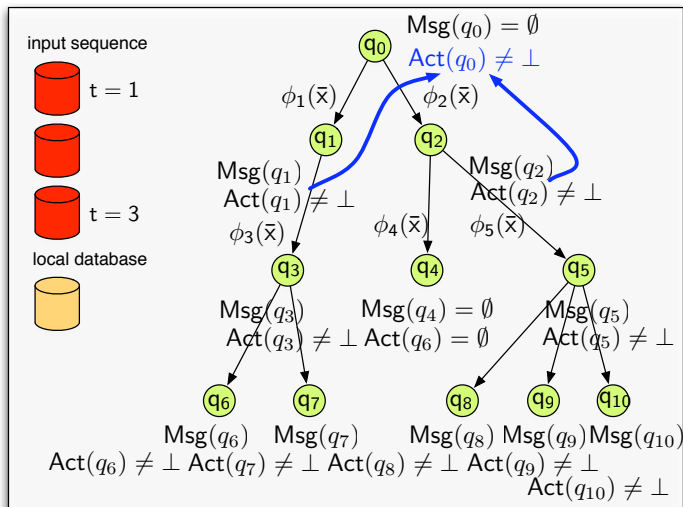 Msg(q₀) = ∅
input sequence
q₀
Act(q₀) ≠ ⊥
t = 1
ϕ₁(x̄)
ϕ₂(x̄)
q₁
q₂
Msg(q₁)
Msg(q₂)
Act(q₁) ≠ ⊥
Act(q₂) ≠ ⊥
t = 3
ϕ₃(x̄)
ϕ₄(x̄)
ϕ₅(x̄)
local database
q₃
q₄
q₅
Msg(q₃)
Msg(q₄) = ∅
Msg(q₅)
Act(q₃) ≠ ⊥
Act(q₆) = ∅
Act(q₅) ≠ ⊥
q₆
q₇
q₈
q₉
q₁₀
Msg(q₆)
Msg(q₇)
Msg(q₈)
Msg(q₉)
Msg(q₁₀)
Act(q₆) ≠ ⊥
Act(q₇) ≠ ⊥
Act(q₈) ≠ ⊥
Act(q₉) ≠ ⊥
Act(q₁₀) ≠ ⊥